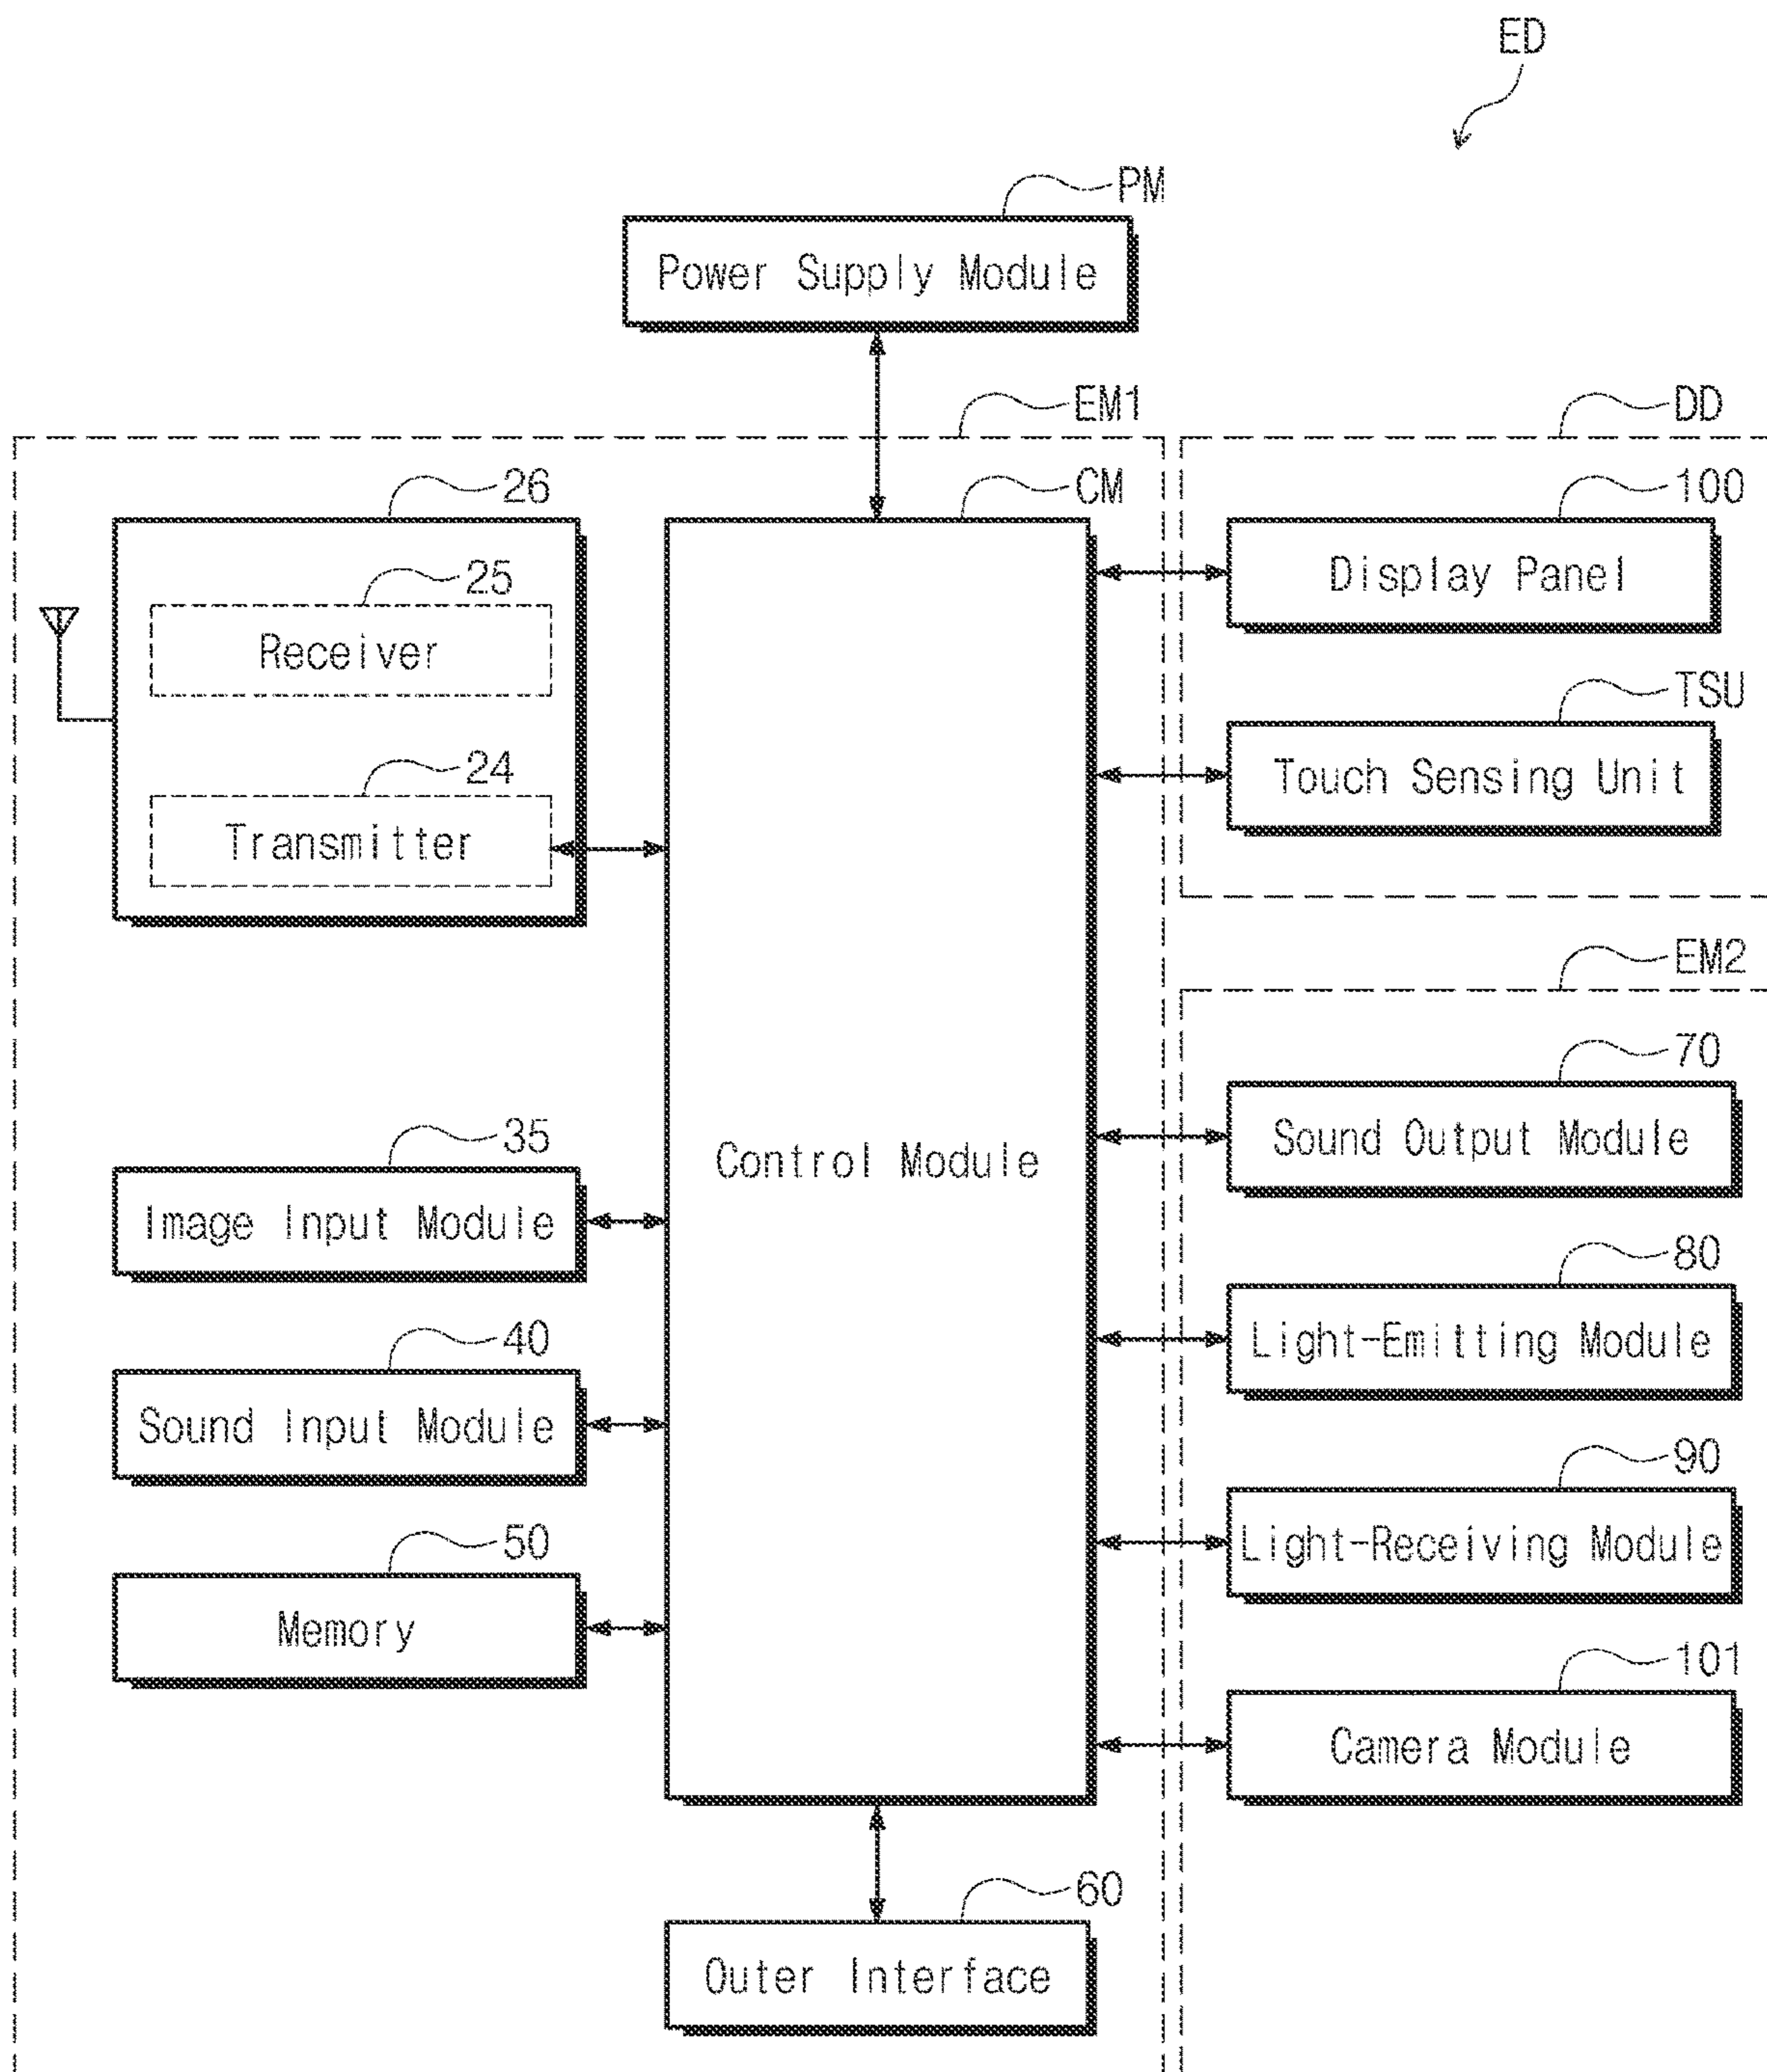 ED
PM
Power Supply Module
EM1
DD
26
CM
100
25
Display Panel
Receiver
TSU
24
Touch Sensing Unit
Transmitter
EM2
70
35
Sound Output Module
Control Module
Image Input Module
80
40
Light-Emitting Module
Sound Input Module
90
50
Light-Receiving Module
Memory
101
Camera Module
60
Outer Interface